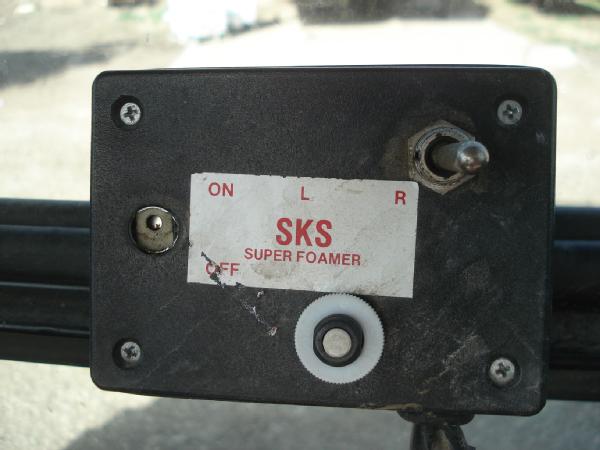 ON L R
SKS
SUPER FOAMER
OFF